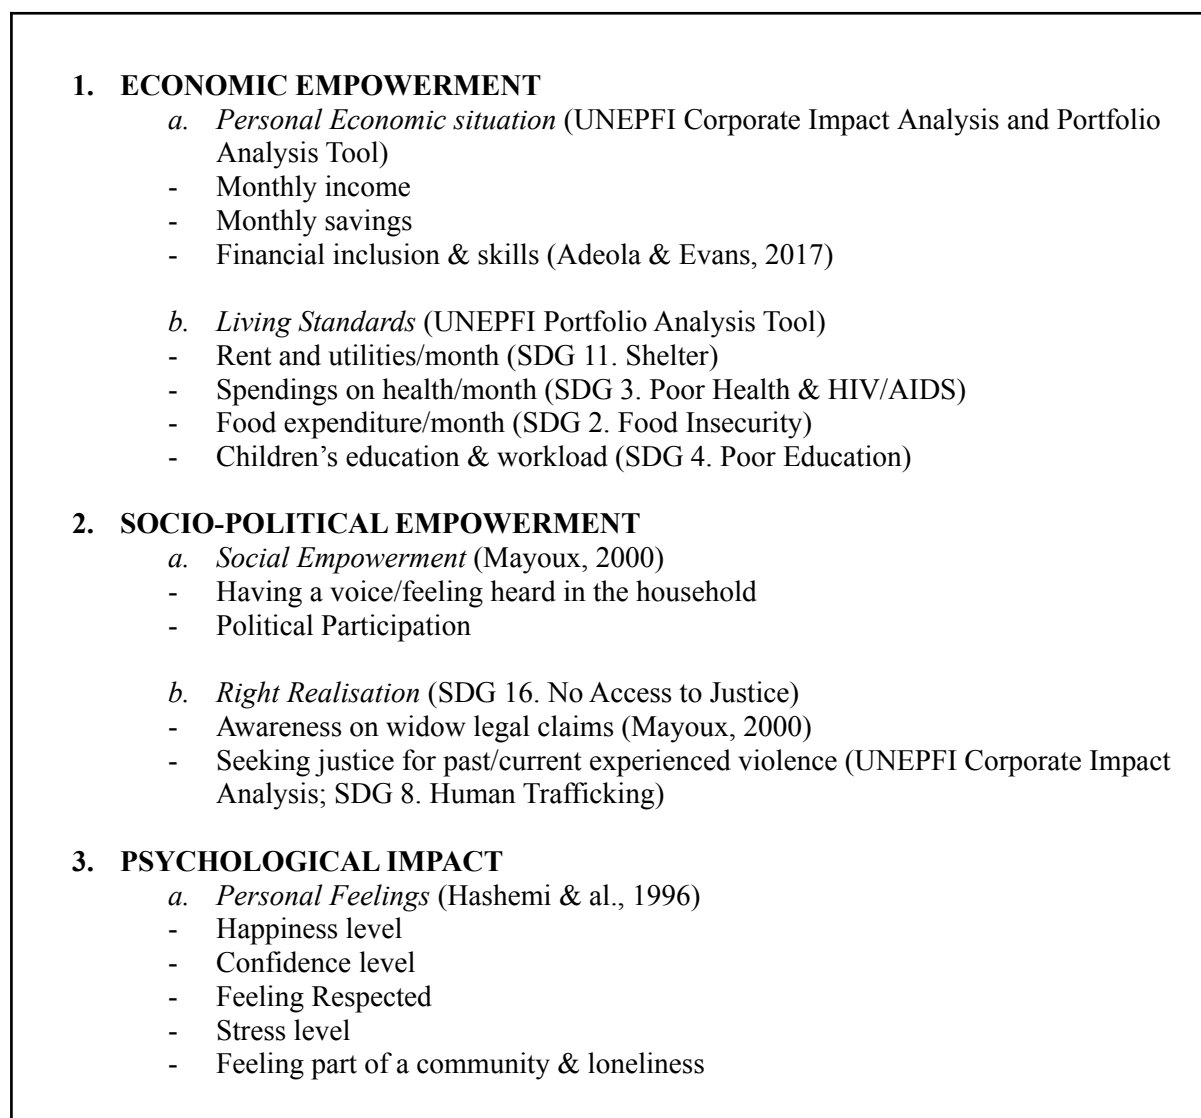 1. ECONOMIC EMPOWERMENT
a. Personal Economic situation (UNEPFI Corporate Impact Analysis and Portfolio
Analysis Tool)
- Monthly income
- Monthly savings
- Financial inclusion & skills (Adeola & Evans, 2017)
b. Living Standards (UNEPFI Portfolio Analysis Tool)
- Rent and utilities/month (SDG 11. Shelter)
- Spendings on health/month (SDG 3. Poor Health & HIV/AIDS)
- Food expenditure/month (SDG 2. Food Insecurity)
- Children’s education & workload (SDG 4. Poor Education)
2. SOCIO-POLITICAL EMPOWERMENT
a. Social Empowerment (Mayoux, 2000)
- Having a voice/feeling heard in the household
- Political Participation
b. Right Realisation (SDG 16. No Access to Justice)
- Awareness on widow legal claims (Mayoux, 2000)
- Seeking justice for past/current experienced violence (UNEPFI Corporate Impact
Analysis; SDG 8. Human Trafficking)
3. PSYCHOLOGICAL IMPACT
a. Personal Feelings (Hashemi & al., 1996)
- Happiness level
- Confidence level
- Feeling Respected
- Stress level
- Feeling part of a community & loneliness